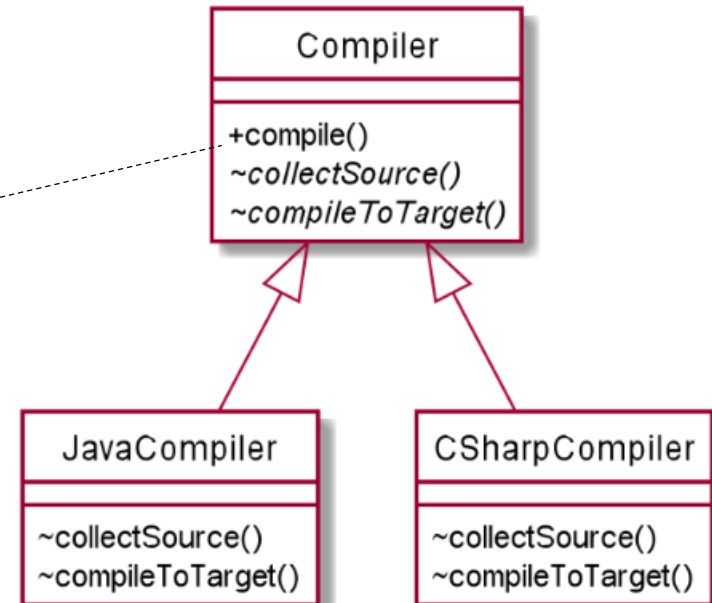 Compiler
+compile()
~collectSource()
~compileToTarget()
JavaCompiler
~collectSource()
~compileToTarget()
CSharpCompiler
~collectSource()
~compileToTarget()